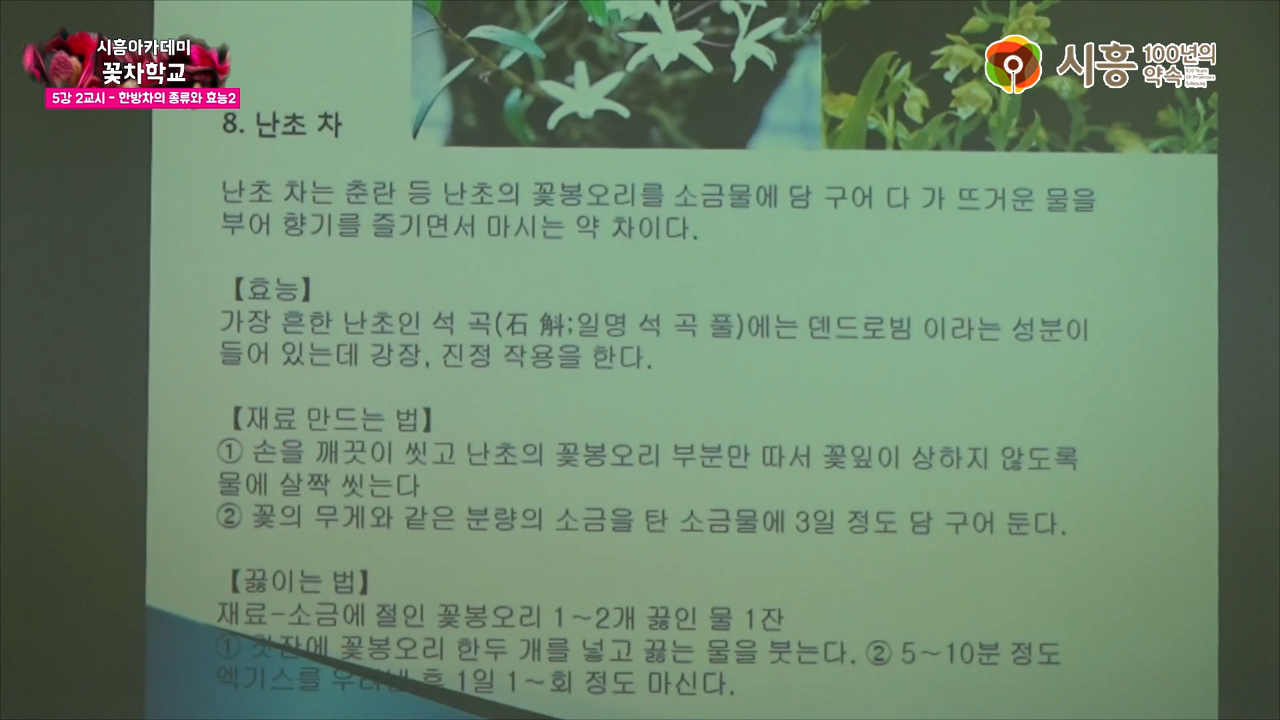 시흥아카데미
꽃차학교
5강 2교시 - 한방차의 종류와 효능2
시흥 100년의 약속
8. 난초 차
난초 차는 춘란 등 난초의 꽃봉오리를 소금물에 담 구어 다 가 뜨거운 물을
부어 향기를 즐기면서 마시는 약 차이다.
【효능】
가장 흔한 난초인 석 곡(石 斛;일명 석 곡 풀)에는 덴드로빔 이라는 성분이
들어 있는데 강장, 진정 작용을 한다.
【재료 만드는 법】
① 손을 깨끗이 씻고 난초의 꽃봉오리 부분만 따서 꽃잎이 상하지 않도록
물에 살짝 씻는다
② 꽃의 무게와 같은 분량의 소금을 탄 소금물에 3일 정도 담 구어 둔다.
【끓이는 법】
재료-소금에 절인 꽃봉오리 1~2개 끓인 물 1잔
① 찻잔에 꽃봉오리 한두 개를 넣고 끓는 물을 붓는다. ② 5~10분 정도
엑기스를 우려낸 후 1일 1~회 정도 마신다.